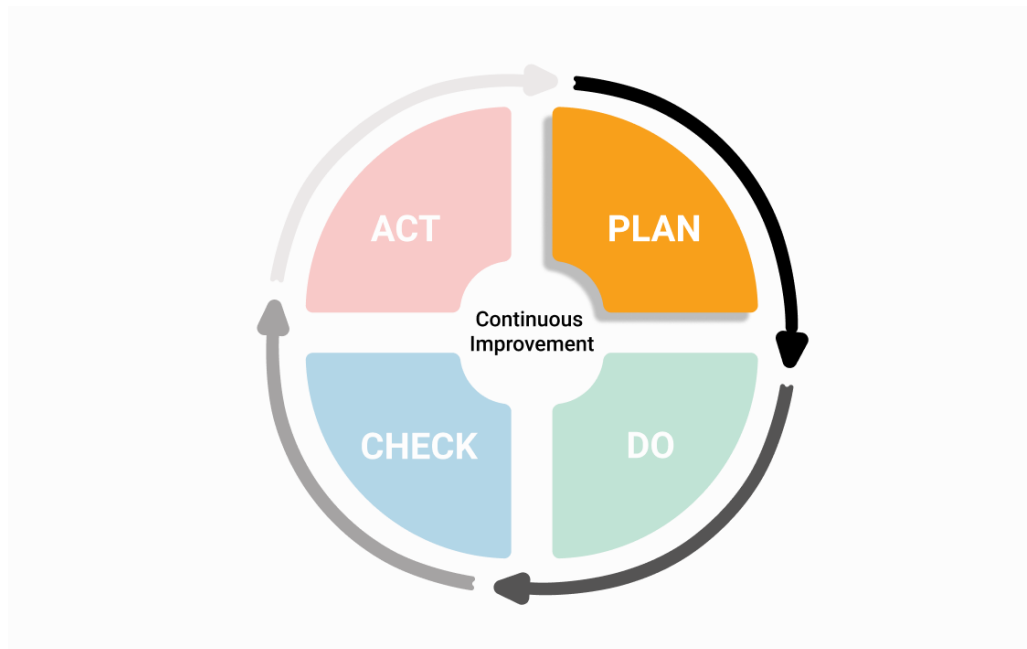 ACT
PLAN
Continuous
Improvement
CHECK
DO